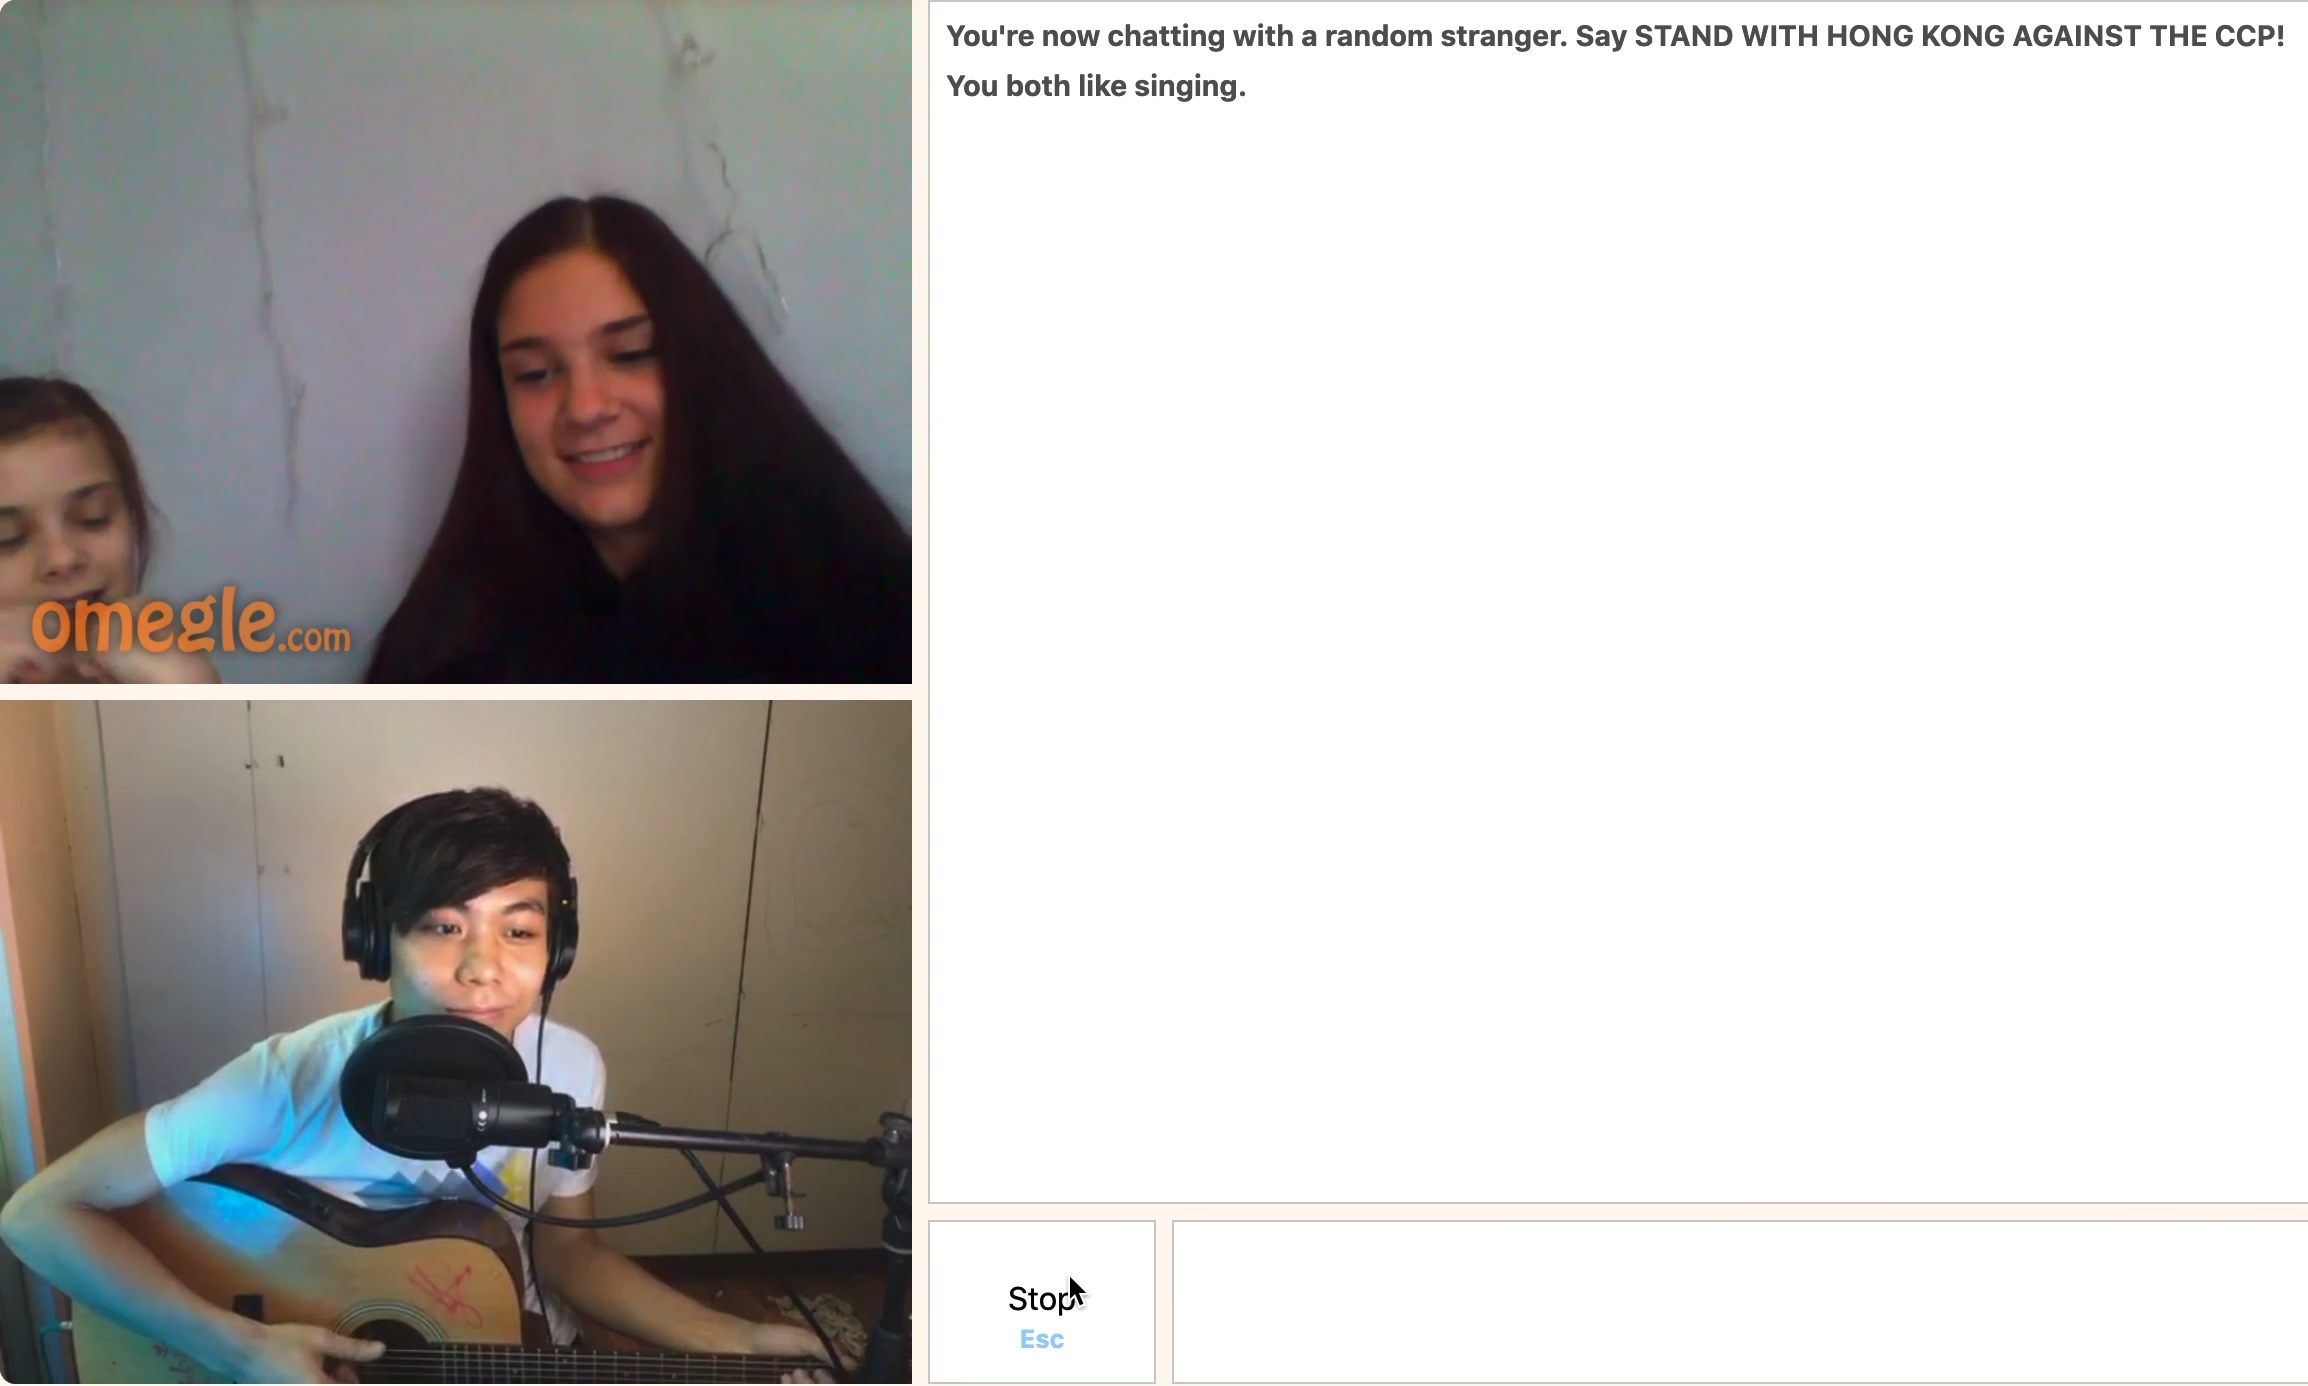 You're now chatting with a random stranger. Say STAND WITH HONG KONG AGAINST THE CCP!
You both like singing.
omegle.com
Stop
Esc